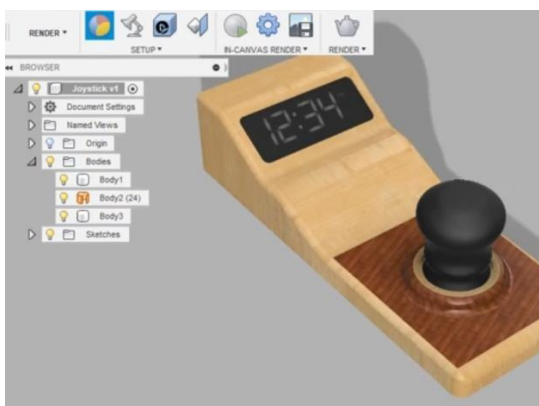 RENDER ▾
SETUP ▾
IN-CANVAS RENDER ▾
RENDER ▾
BROWSER
Joystick v1
Document Settings
Named Views
Origin
Bodies
Body1
Body2 (24)
Body3
Sketches
12:34